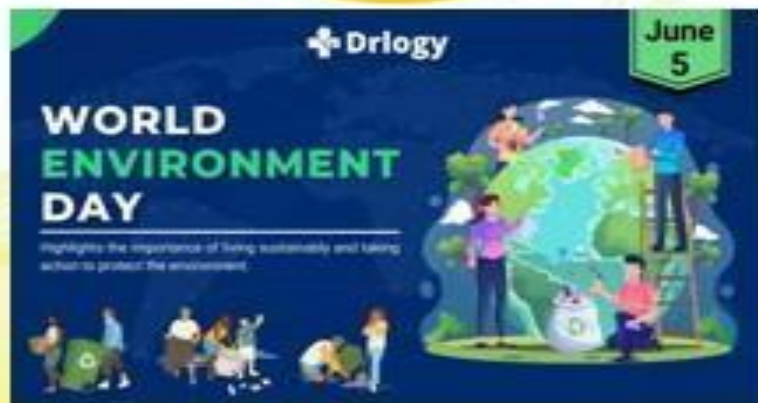 Drlogy
June
5
WORLD
ENVIRONMENT
DAY
Highlights the importance of living sustainably and taking
action to protect the environment